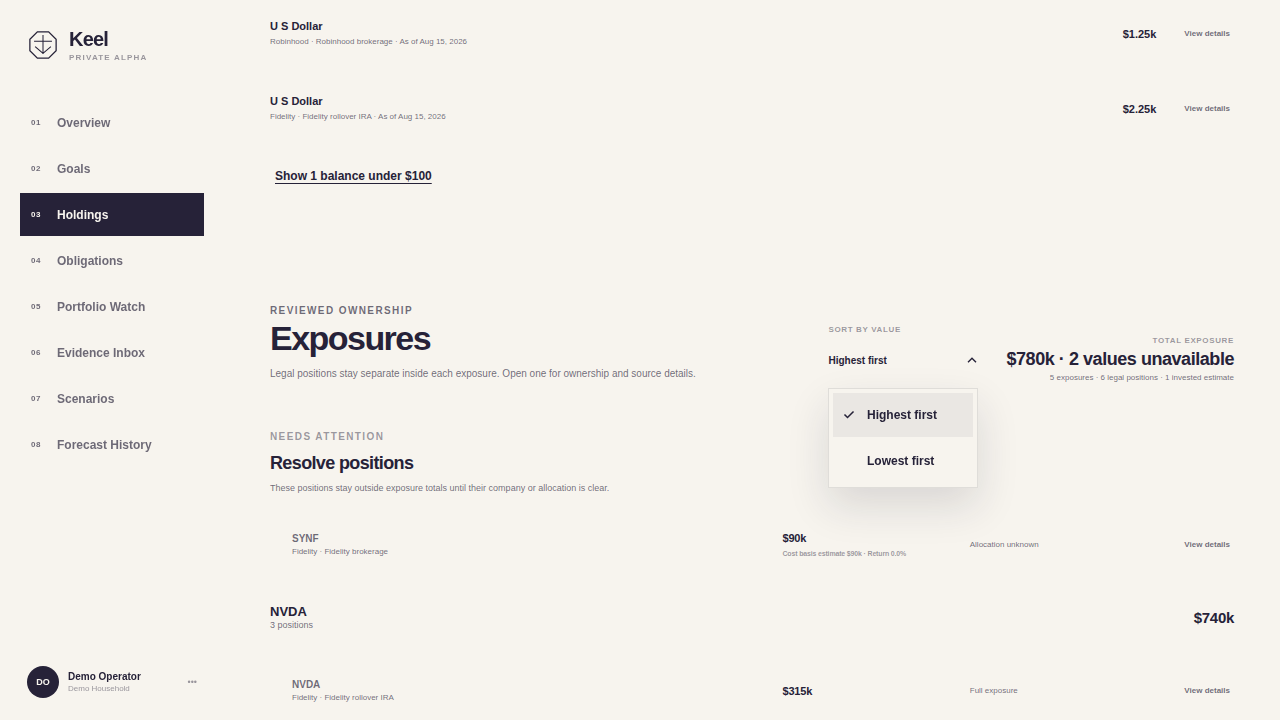 Keel
PRIVATE ALPHA
01 Overview
02 Goals
03 Holdings
04 Obligations
05 Portfolio Watch
06 Evidence Inbox
07 Scenarios
08 Forecast History
DO
Demo Operator
Demo Household
U S Dollar
Robinhood · Robinhood brokerage · As of Aug 15, 2026
$1.25k
View details
U S Dollar
Fidelity · Fidelity rollover IRA · As of Aug 15, 2026
$2.25k
View details
Show 1 balance under $100
REVIEWED OWNERSHIP
Exposures
Legal positions stay separate inside each exposure. Open one for ownership and source details.
SORT BY VALUE
Highest first
Highest first
Lowest first
TOTAL EXPOSURE
$780k · 2 values unavailable
5 exposures · 6 legal positions · 1 invested estimate
NEEDS ATTENTION
Resolve positions
These positions stay outside exposure totals until their company or allocation is clear.
SYNF
Fidelity · Fidelity brokerage
$90k
Cost basis estimate $90k · Return 0.0%
Allocation unknown
View details
NVDA
3 positions
$740k
NVDA
Fidelity · Fidelity rollover IRA
$315k
Full exposure
View details